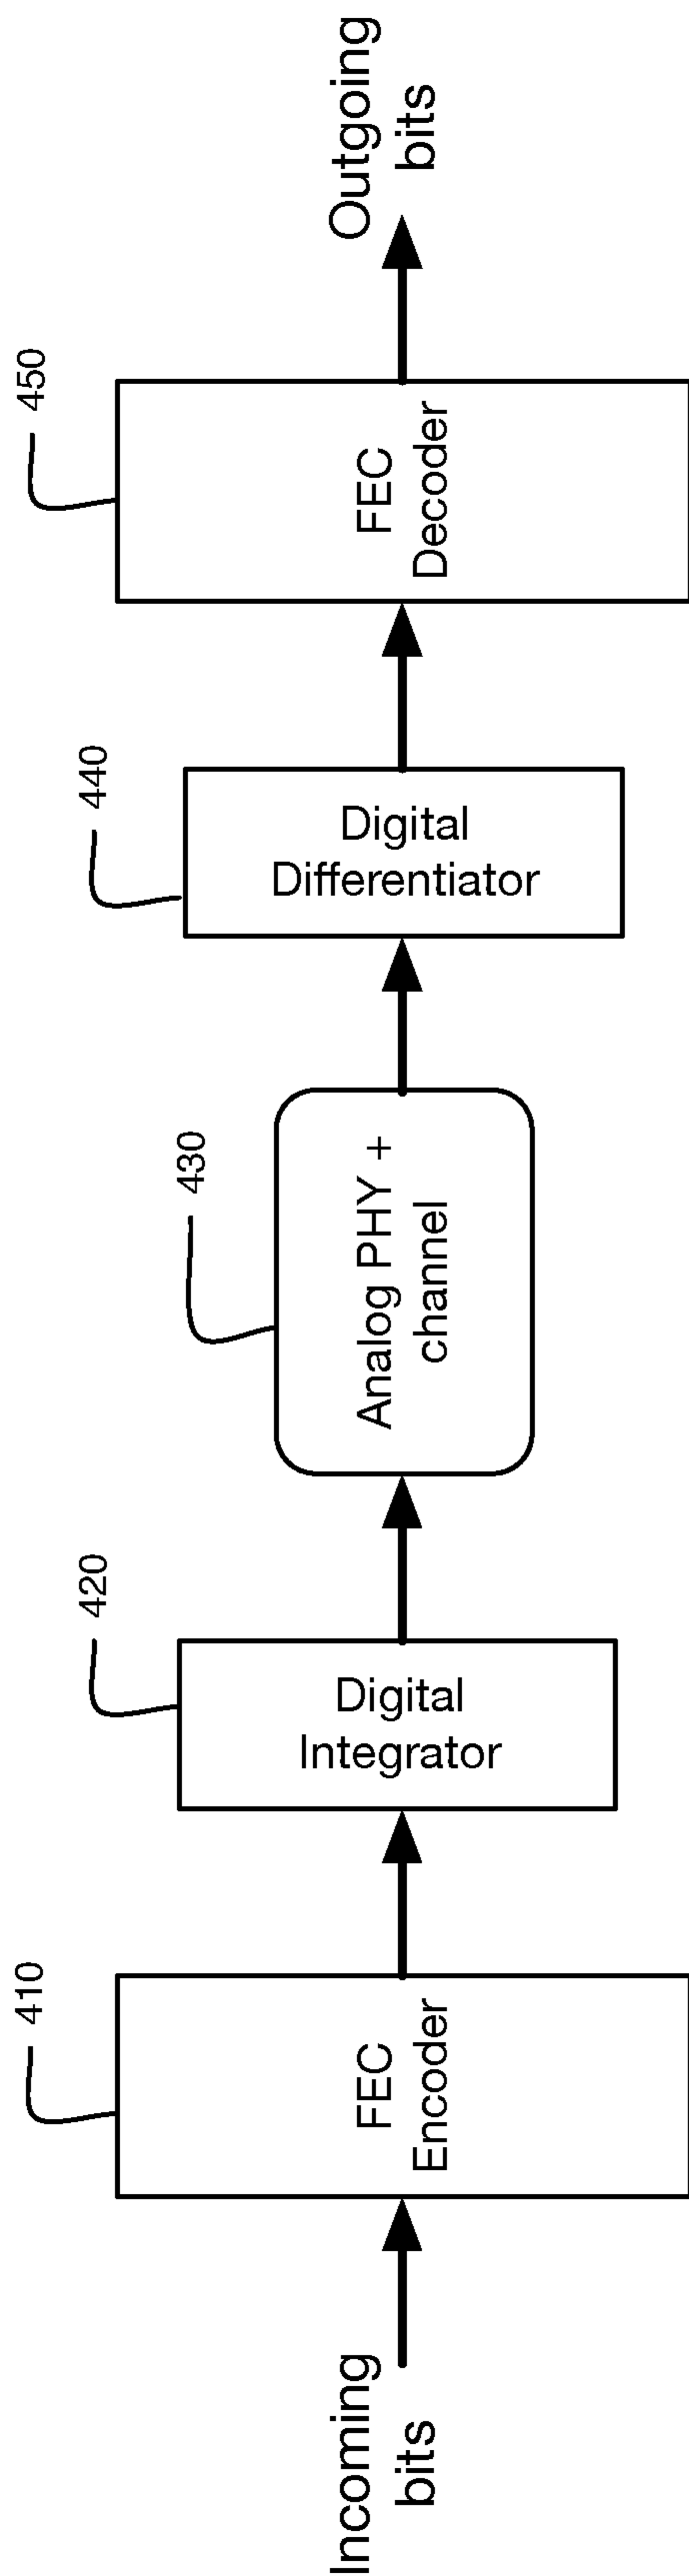 Incoming
bits
410
FEC
Encoder
420
Digital
Integrator
430
Analog PHY +
channel
440
Digital
Differentiator
450
FEC
Decoder
Outgoing
bits